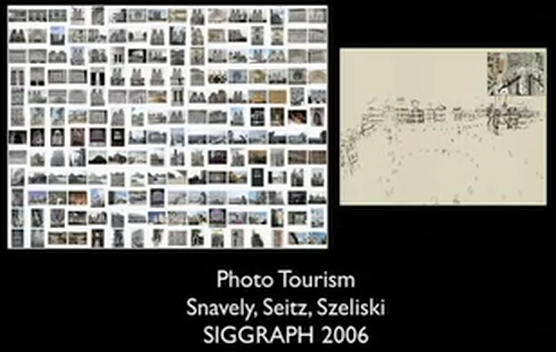 Photo Tourism
Snavely, Seitz, Szeliski
SIGGRAPH 2006